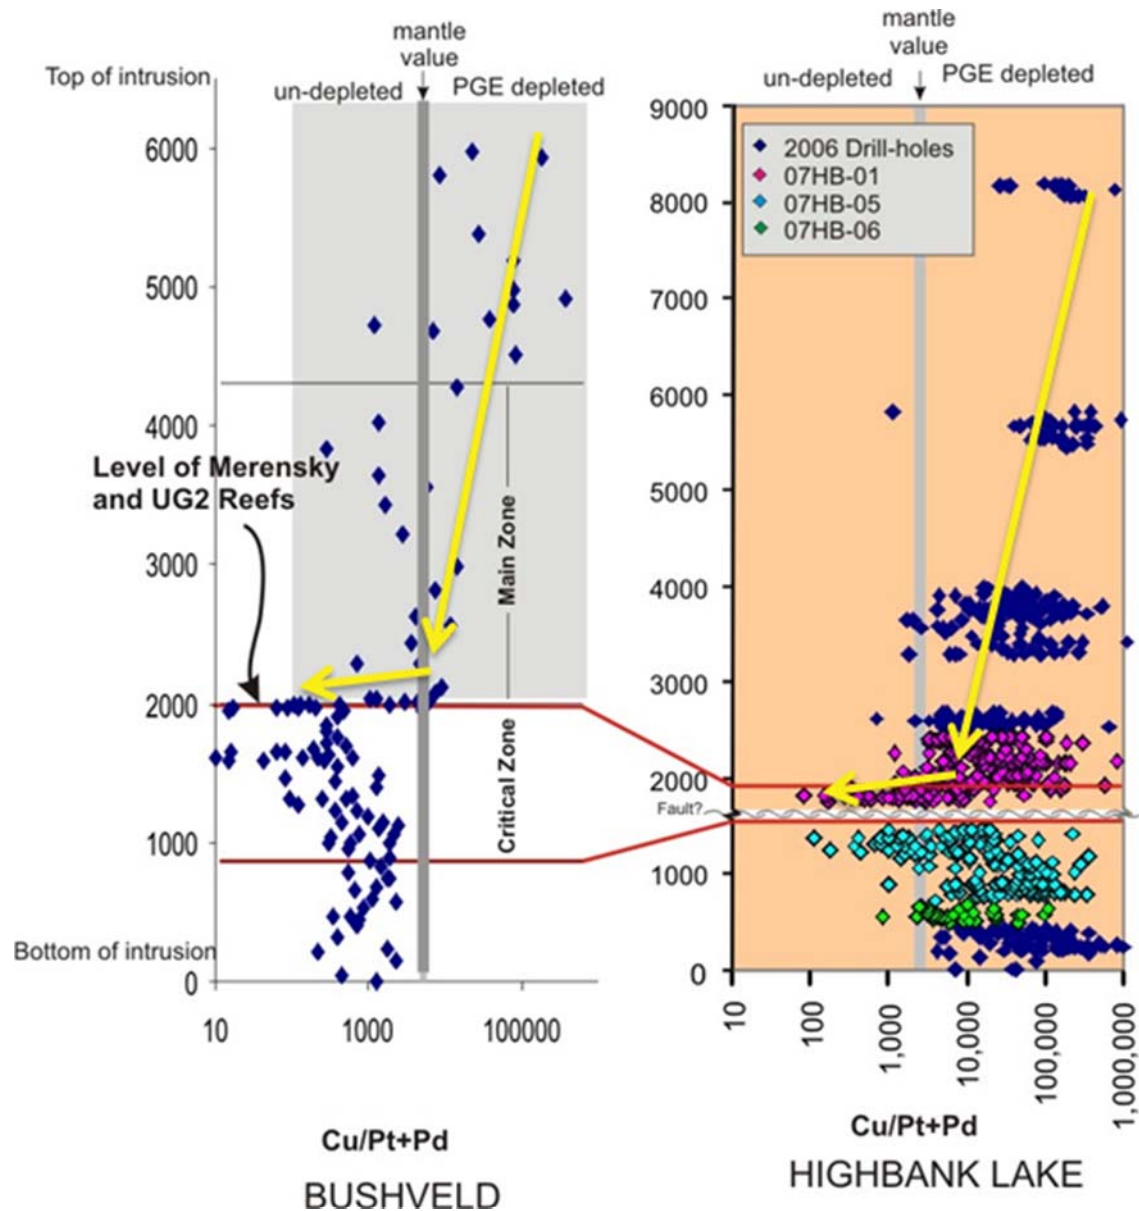 mantle
value
Top of intrusion
un-depleted
PGE depleted
6000
5000
4000
Level of Merensky
and UG2 Reefs
3000
2000
1000
Bottom of intrusion
0
10
1000
100000
Main Zone
Critical Zone
Cu/Pt+Pd
BUSHVELD
mantle
value
un-depleted
PGE depleted
9000
2006 Drill-holes
07HB-01
07HB-05
07HB-06
8000
7000
6000
5000
4000
3000
2000
Fault?
1000
0
10
100
1,000
10,000
100,000
1,000,000
Cu/Pt+Pd
HIGHBANK LAKE